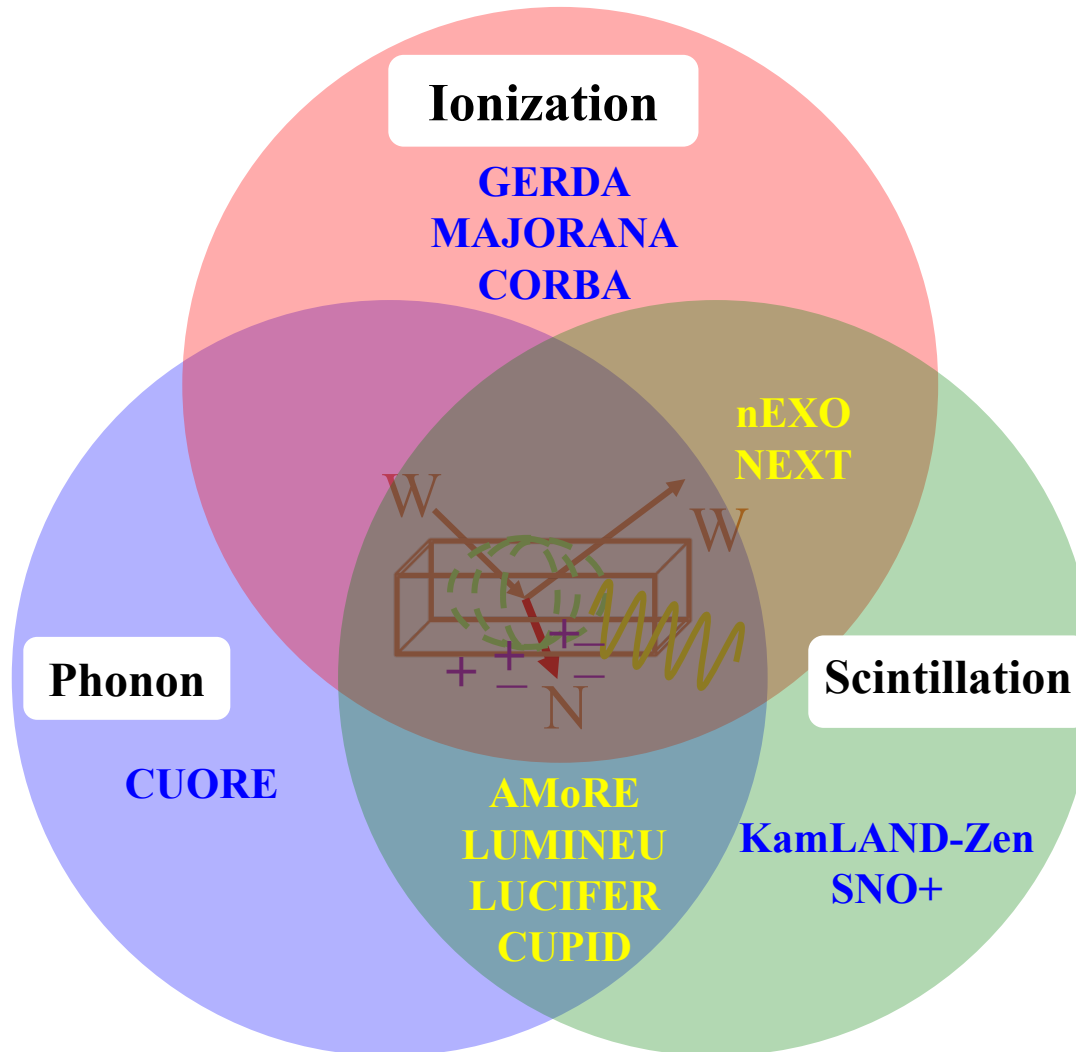 Ionization
GERDA
MAJORANA
CORBA
nEXO
NEXT
W
W
+ + + – – –
N
Phonon
Scintillation
CUORE
AMoRE
LUMINEU
LUCIFER
CUPID
KamLAND-Zen
SNO+